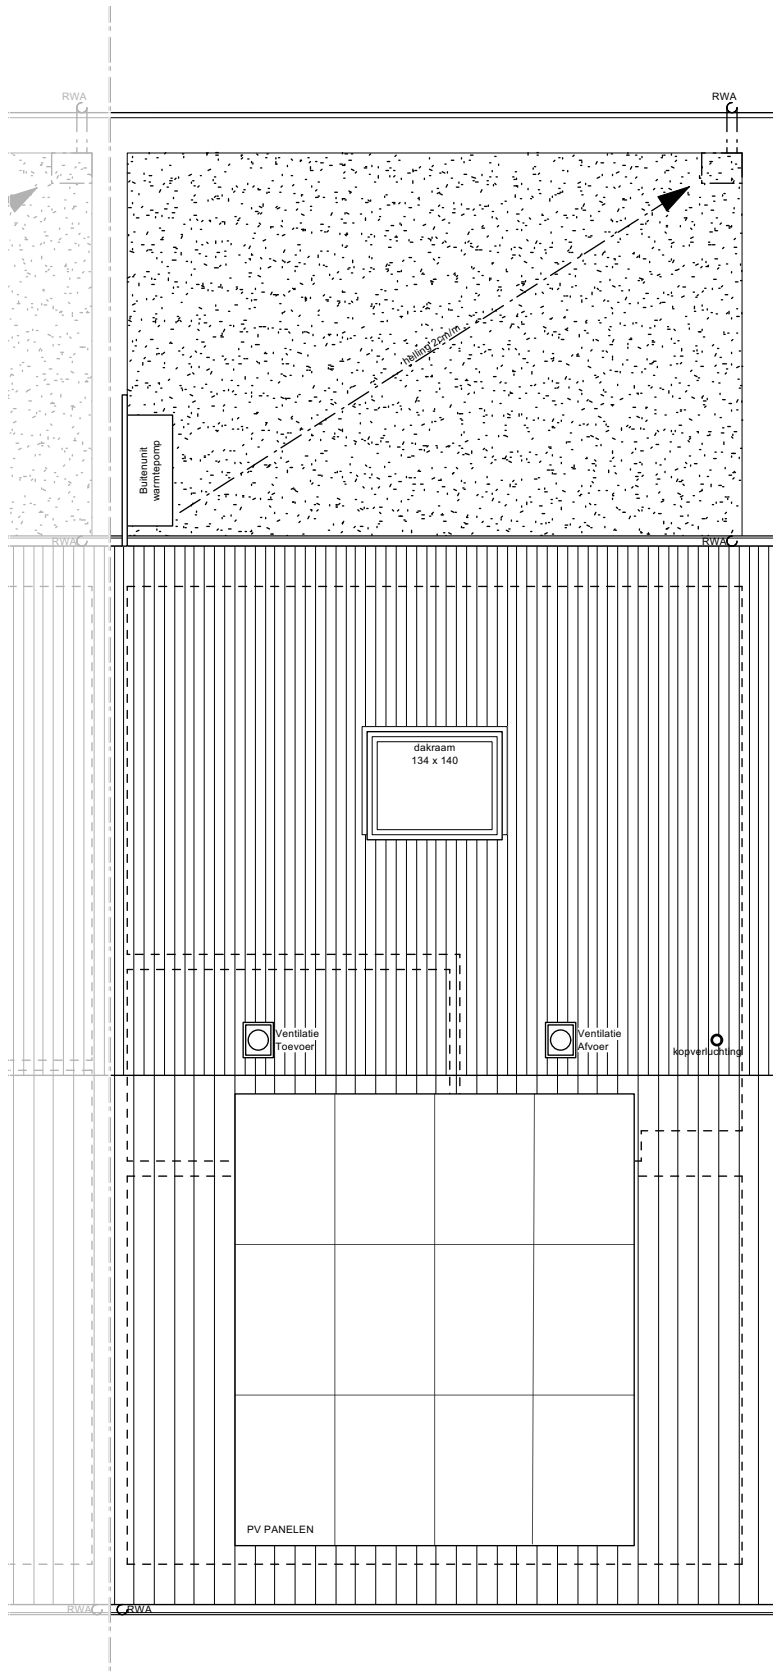 RWA
RWA
helling 2cm/m
Buitenunit
warmtepomp
RWA
RWA
dakraam
134 x 140
Ventilatie
Toevoer
Ventilatie
Afvoer
kopverluchting
PV PANELEN
RWA
RWA